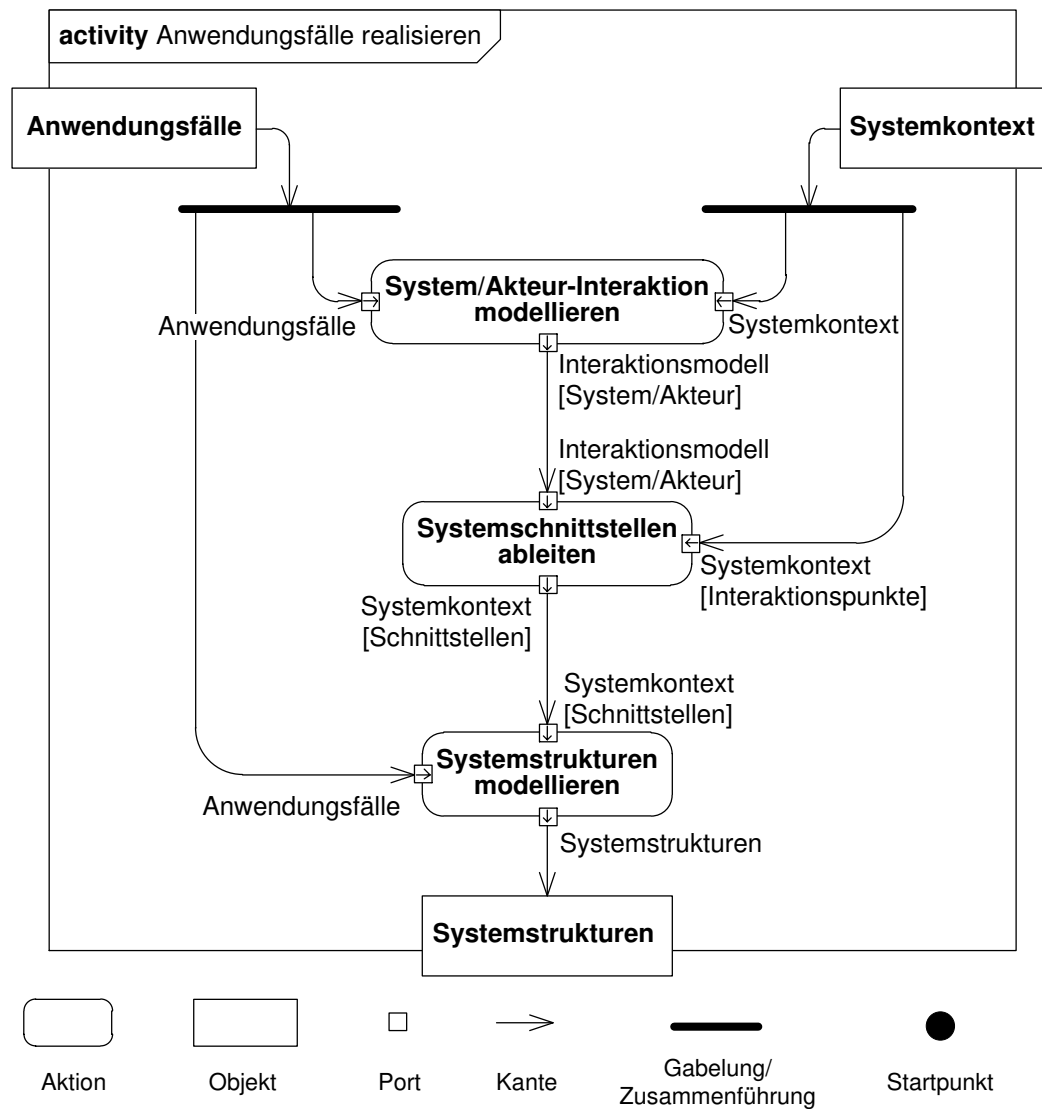 activity Anwendungsfälle realisieren
Anwendungsfälle
Systemkontext
System/Akteur-Interaktion
modellieren
Anwendungsfälle
Systemkontext
Interaktionsmodell
[System/Akteur]
Interaktionsmodell
[System/Akteur]
Systemschnittstellen
ableiten
Systemkontext
[Interaktionspunkte]
Systemkontext
[Schnittstellen]
Systemkontext
[Schnittstellen]
Systemstrukturen
modellieren
Anwendungsfälle
Systemstrukturen
Systemstrukturen
Aktion
Objekt
Port
Kante
Gabelung/
Zusammenführung
Startpunkt